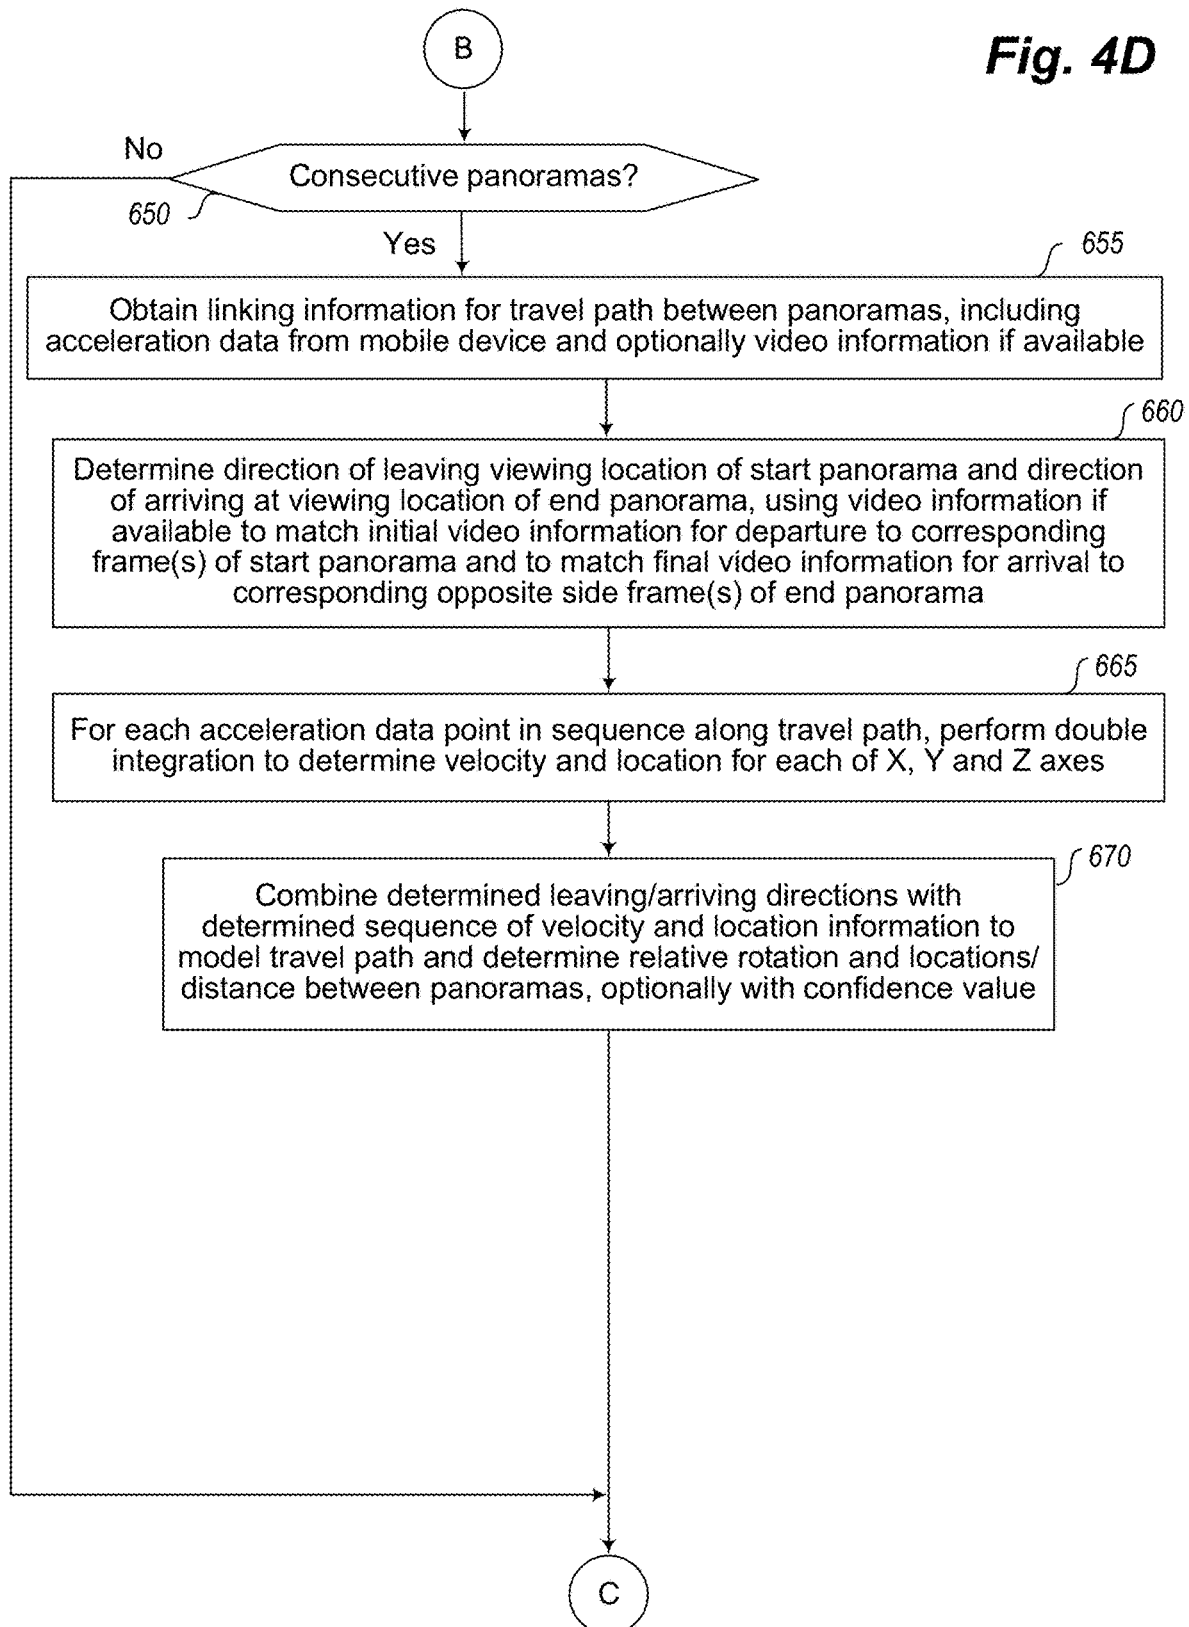 B
Fig. 4D
No
Consecutive panoramas?
650
Yes
655
Obtain linking information for travel path between panoramas, including
acceleration data from mobile device and optionally video information if available
660
Determine direction of leaving viewing location of start panorama and direction
of arriving at viewing location of end panorama, using video information if
available to match initial video information for departure to corresponding
frame(s) of start panorama and to match final video information for arrival to
corresponding opposite side frame(s) of end panorama
665
For each acceleration data point in sequence along travel path, perform double
integration to determine velocity and location for each of X, Y and Z axes
670
Combine determined leaving/arriving directions with
determined sequence of velocity and location information to
model travel path and determine relative rotation and locations/
distance between panoramas, optionally with confidence value
C